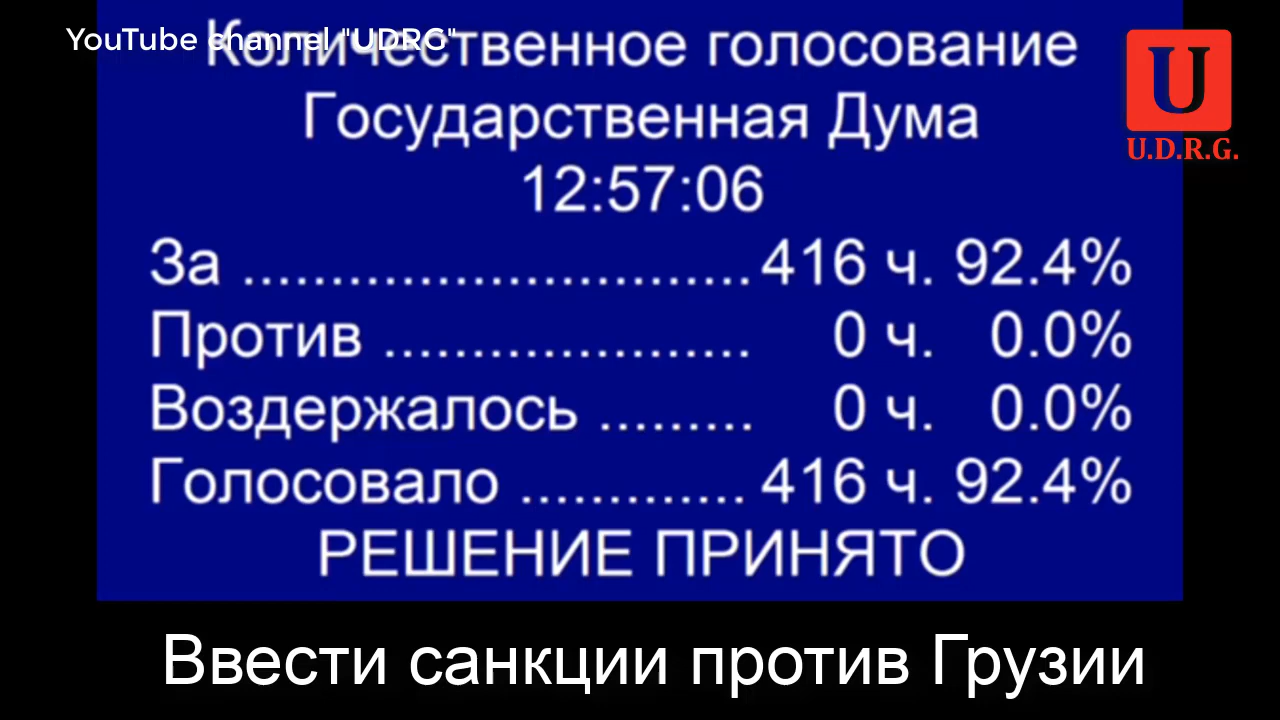 YouTube channel "UDRG"
Количественное голосование
Государственная Дума
12:57:06
За ............................ 416 ч. 92.4%
Против ..................... 0 ч. 0.0%
Воздержалось ......... 0 ч. 0.0%
Голосовало ............. 416 ч. 92.4%
РЕШЕНИЕ ПРИНЯТО
U
U.D.R.G.
Ввести санкции против Грузии